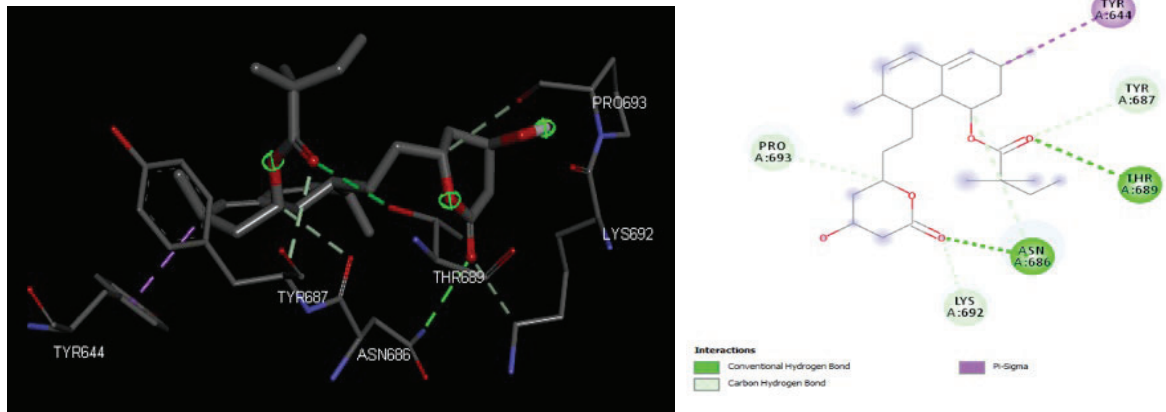 PRO693
LYS692
THR689
TYR687
ASN686
TYR644
TYR
A:644
TYR
A:687
PRO
A:693
THR
A:689
ASN
A:686
LYS
A:692
Interactions
Conventional Hydrogen Bond
Carbon Hydrogen Bond
Pi-Sigma